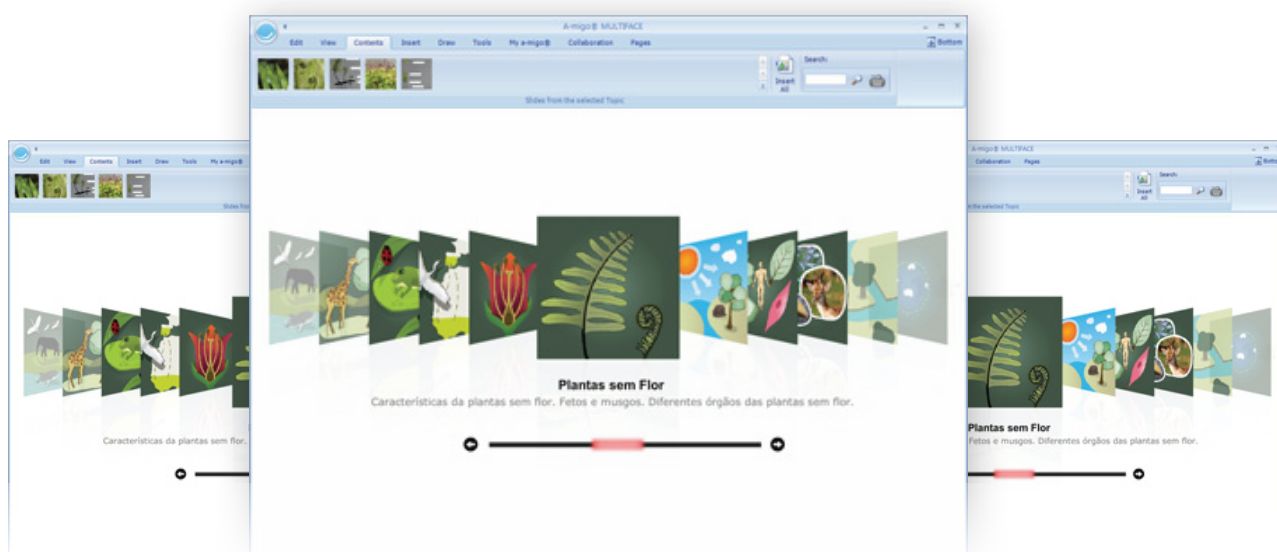 A-migo® MULTIFACE
Edit View Contents Insert Draw Tools My a-migo® Collaboration Pages Bottom
Insert All
Search:
Slides from the selected Topic
Plantas sem Flor
Características da plantas sem flor. Fetos e musgos. Diferentes órgãos das plantas sem flor.
Edit View Contents Insert Draw Tools My a-migo®
Slides fro
Características da plantas sem flor.
A-migo® MULTIFACE
Collaboration Pages Botto
Insert All
Search:
n the selected Topic
Plantas sem Flor
Fetos e musgos. Diferentes órgãos das plantas sem flor.